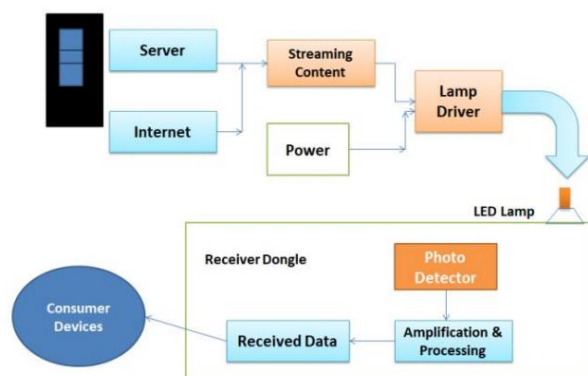 Server
Streaming
Content
Lamp
Driver
Internet
Power
LED Lamp
Receiver Dongle
Photo
Detector
Consumer
Devices
Received Data
Amplification &
Processing